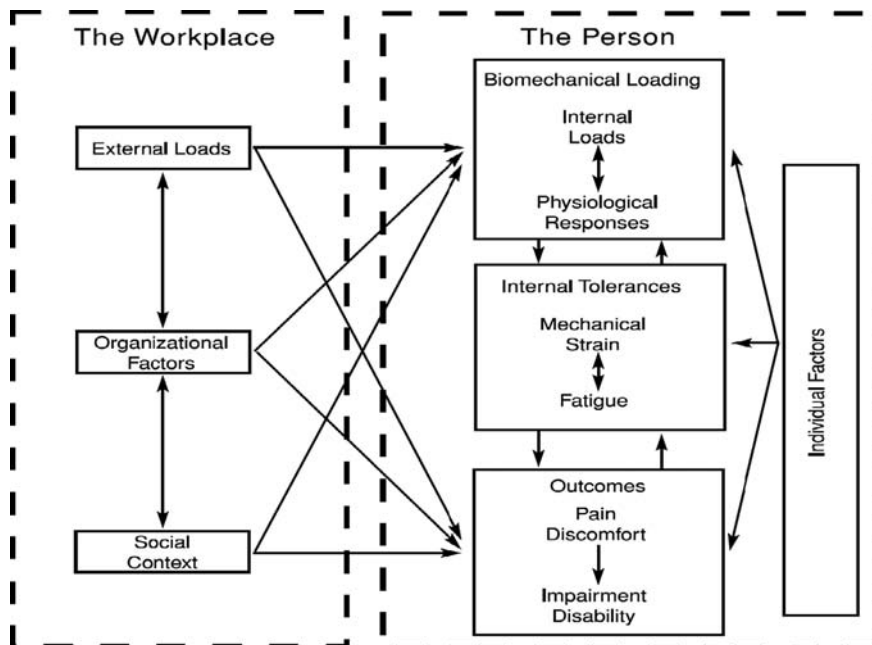 The Workplace
External Loads
Organizational
Factors
Social
Context
The Person
Biomechanical Loading
Internal
Loads
Physiological
Responses
Internal Tolerances
Mechanical
Strain
Fatigue
Outcomes
Pain
Discomfort
Impairment
Disability
Individual Factors